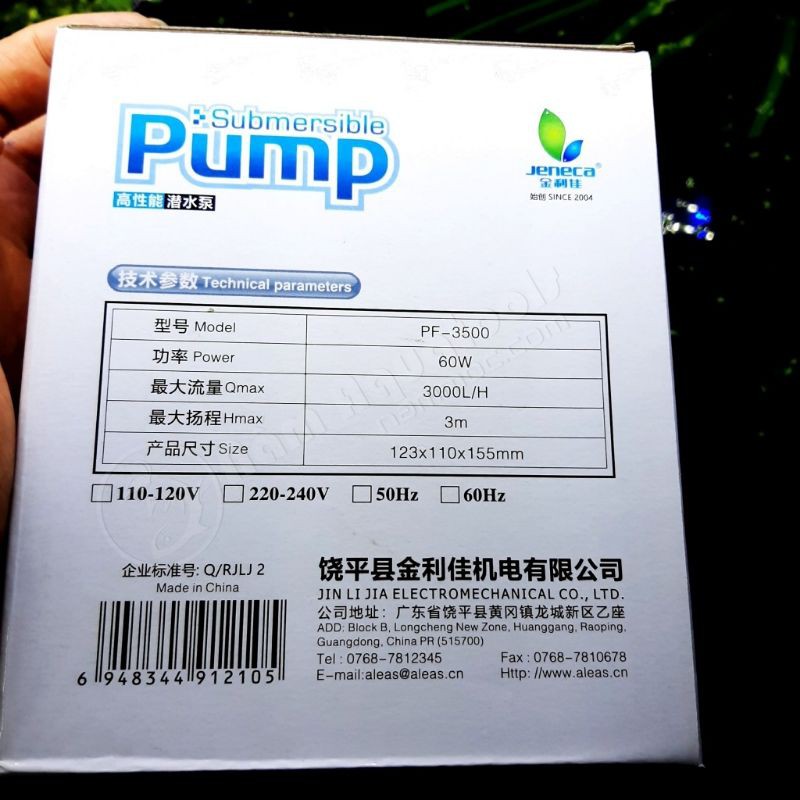 Submersible
Pump
高性能 潜水泵
Jeneca®
金利佳
始创 SINCE 2004
技术参数 Technical parameters
型号 Model PF-3500
功率 Power 60W
最大流量 Qmax 3000L/H
最大扬程 Hmax 3m
产品尺寸 Size 123x110x155mm
110-120V 220-240V 50Hz 60Hz
企业标准号: Q/RJLJ 2
Made in China
6 948344 912105
饶平县金利佳机电有限公司
JIN LI JIA ELECTROMECHANICAL CO., LTD.
公司地址: 广东省饶平县黄冈镇龙城新区乙座
ADD: Block B, Longcheng New Zone, Huanggang, Raoping,
Guangdong, China PR (515700)
Tel : 0768-7812345 Fax : 0768-7810678
E-mail:aleas@aleas.cn Http: //www.aleas.cn